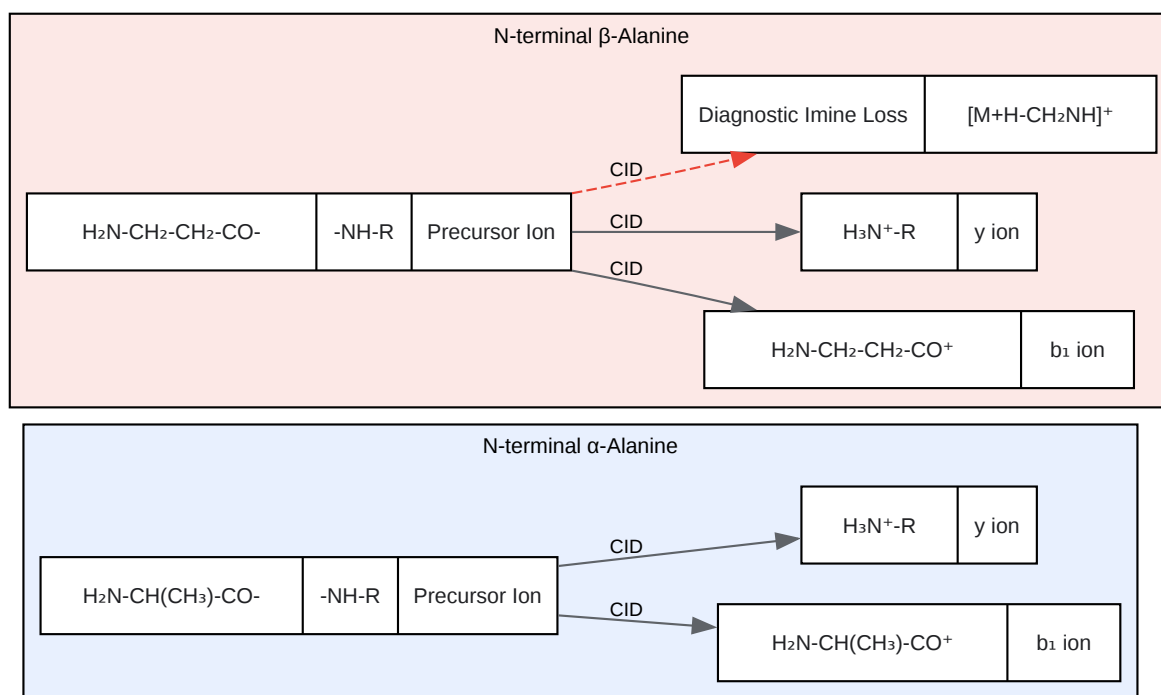 N-terminal β-Alanine
Diagnostic Imine Loss [M+H-CH₂NH]⁺
CID
H₂N-CH₂-CH₂-CO- -NH-R Precursor Ion CID H₃N⁺-R y ion
CID
H₂N-CH₂-CH₂-CO⁺ b₁ ion
N-terminal α-Alanine
H₃N⁺-R y ion
CID
H₂N-CH(CH₃)-CO- -NH-R Precursor Ion
CID
H₂N-CH(CH₃)-CO⁺ b₁ ion